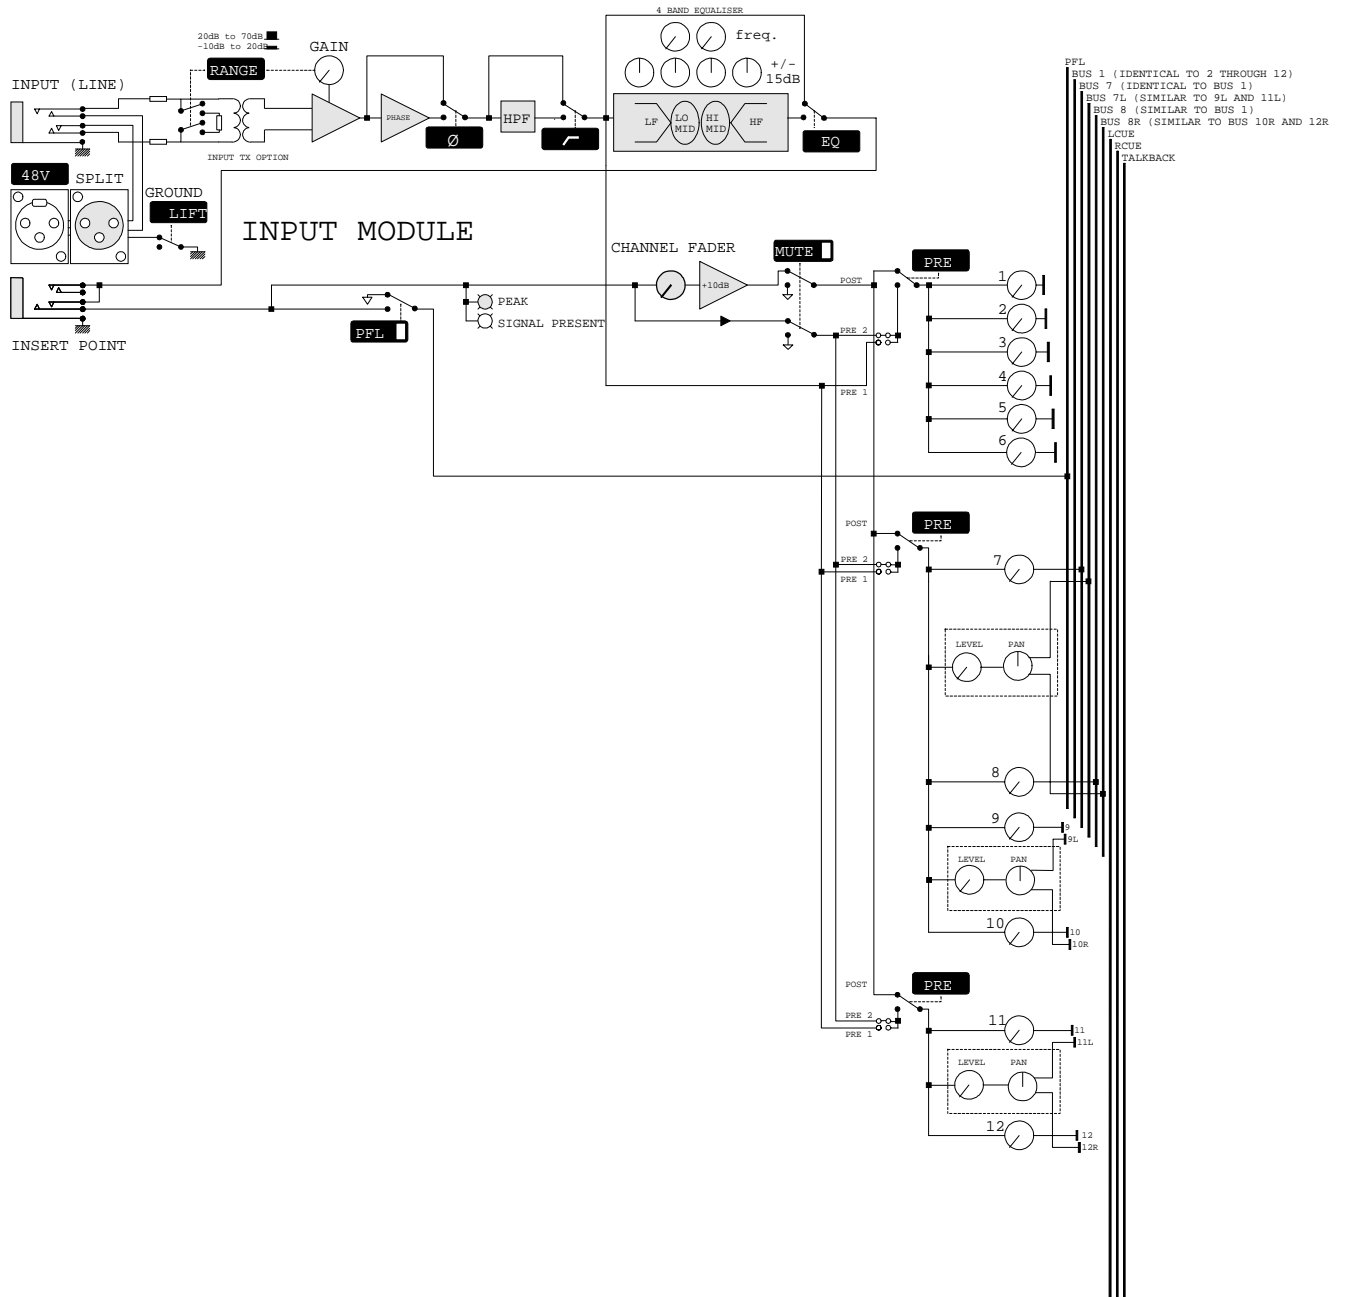 4 BAND EQUALISER
20dB to 70dB
-10dB to 20dB
GAIN
freq.
RANGE
+/-
15dB
INPUT (LINE)
PHASE
HPF
LF
LO
MID
HI
MID
HF
Ø
EQ
INPUT TX OPTION
48V
SPLIT
GROUND
LIFT
INPUT MODULE
PFL
BUS 1 (IDENTICAL TO 2 THROUGH 12)
BUS 7 (IDENTICAL TO BUS 1)
BUS 7L (SIMILAR TO 9L AND 11L)
BUS 8 (SIMILAR TO BUS 1)
BUS 8R (SIMILAR TO BUS 10R AND 12R
LCUE
RCUE
TALKBACK
CHANNEL FADER
MUTE
PRE
+10dB
POST
1
PEAK
SIGNAL PRESENT
PFL
PRE 2
2
INSERT POINT
3
PRE 1
4
5
6
POST
PRE
PRE 2
PRE 1
7
LEVEL
PAN
8
9
9
9L
LEVEL
PAN
10
10
10R
POST
PRE
PRE 2
PRE 1
11
11
11L
LEVEL
PAN
12
12
12R